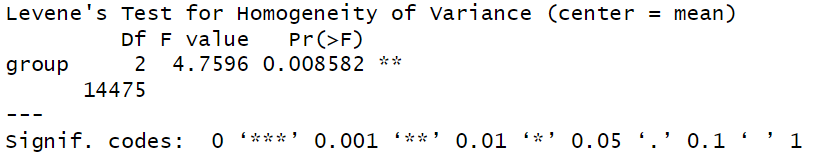 Levene's Test for Homogeneity of Variance (center = mean)
Df F value Pr(>F)
group 2 4.7596 0.008582 **
14475
---
Signif. codes: 0 ‘***’ 0.001 ‘**’ 0.01 ‘*’ 0.05 ‘.’ 0.1 ‘ ’ 1